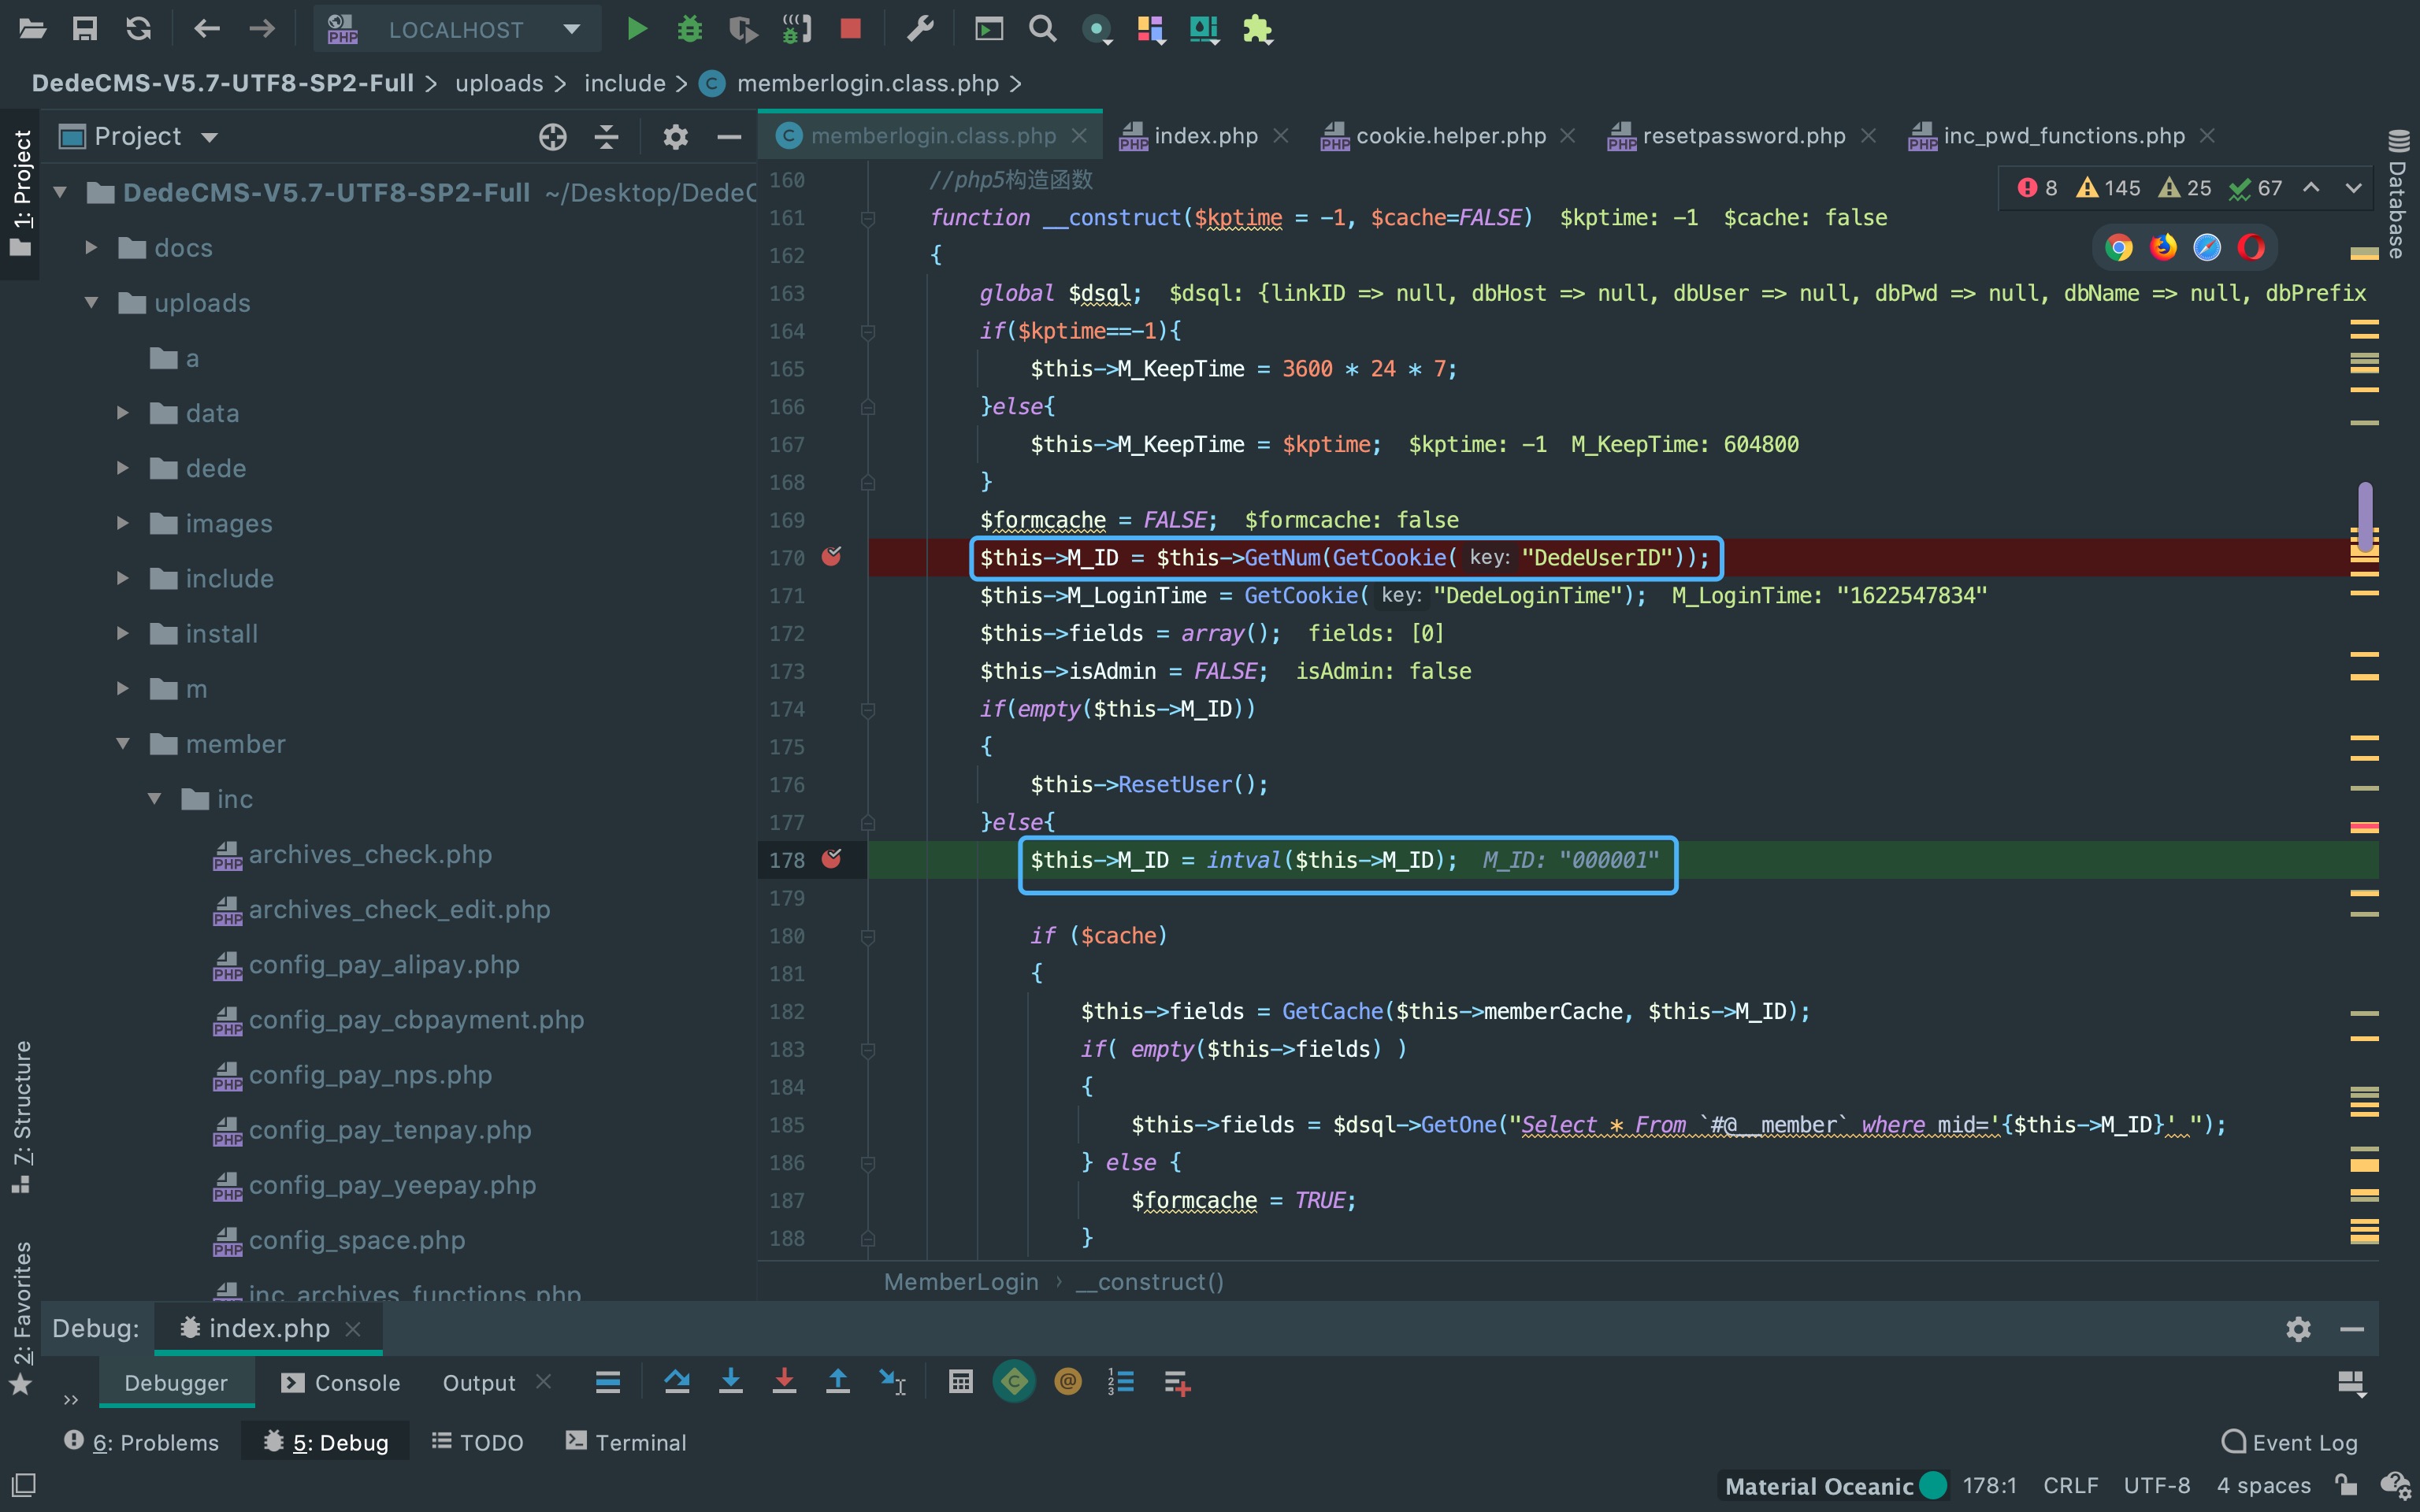 LOCALHOST
DedeCMS-V5.7-UTF8-SP2-Full > uploads > include > memberlogin.class.php >
1: Project
Project
memberlogin.class.php
index.php
cookie.helper.php
resetpassword.php
inc_pwd_functions.php
Database
8 145 25 67
DedeCMS-V5.7-UTF8-SP2-Full ~/Desktop/DedeC
docs
uploads
a
data
dede
images
include
install
m
member
inc
archives_check.php
archives_check_edit.php
config_pay_alipay.php
config_pay_cbpayment.php
config_pay_nps.php
config_pay_tenpay.php
config_pay_yeepay.php
config_space.php
inc_archives_functions.php
7: Structure
2: Favorites
160 //php5构造函数
161 function __construct($kptime = -1, $cache=FALSE) $kptime: -1 $cache: false
162 {
163 global $dsql; $dsql: {linkID => null, dbHost => null, dbUser => null, dbPwd => null, dbName => null, dbPrefix
164 if($kptime==-1){
165 $this->M_KeepTime = 3600 * 24 * 7;
166 }else{
167 $this->M_KeepTime = $kptime; $kptime: -1 M_KeepTime: 604800
168 }
169 $formcache = FALSE; $formcache: false
170 $this->M_ID = $this->GetNum(GetCookie( key: "DedeUserID"));
171 $this->M_LoginTime = GetCookie( key: "DedeLoginTime"); M_LoginTime: "1622547834"
172 $this->fields = array(); fields: [0]
173 $this->isAdmin = FALSE; isAdmin: false
174 if(empty($this->M_ID))
175 {
176 $this->ResetUser();
177 }else{
178 $this->M_ID = intval($this->M_ID); M_ID: "000001"
179
180 if ($cache)
181 {
182 $this->fields = GetCache($this->memberCache, $this->M_ID);
183 if( empty($this->fields) )
184 {
185 $this->fields = $dsql->GetOne("Select * From `#@__member` where mid='{$this->M_ID}' ");
186 } else {
187 $formcache = TRUE;
188 }
MemberLogin > __construct()
Debug: index.php
Debugger Console Output
6: Problems 5: Debug TODO Terminal Event Log
Material Oceanic 178:1 CRLF UTF-8 4 spaces